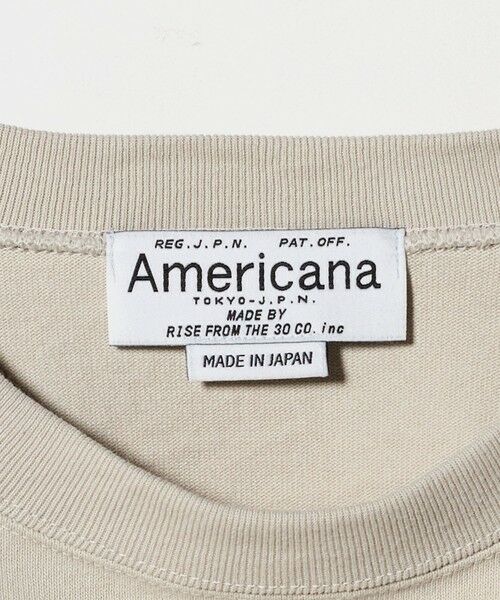 REG.J.P.N. PAT.OFF.
Americana
TOKYO-J.P.N.
MADE BY
RISE FROM THE 30 CO. inc
MADE IN JAPAN